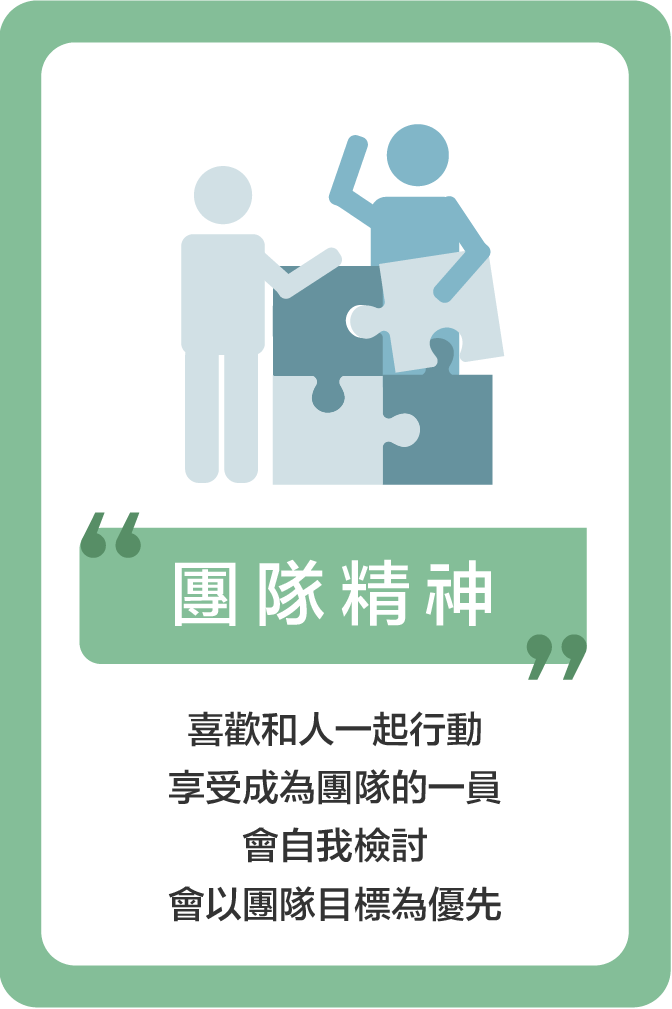 團隊精神
喜歡和人一起行動
享受成為團隊的一員
會自我檢討
會以團隊目標為優先